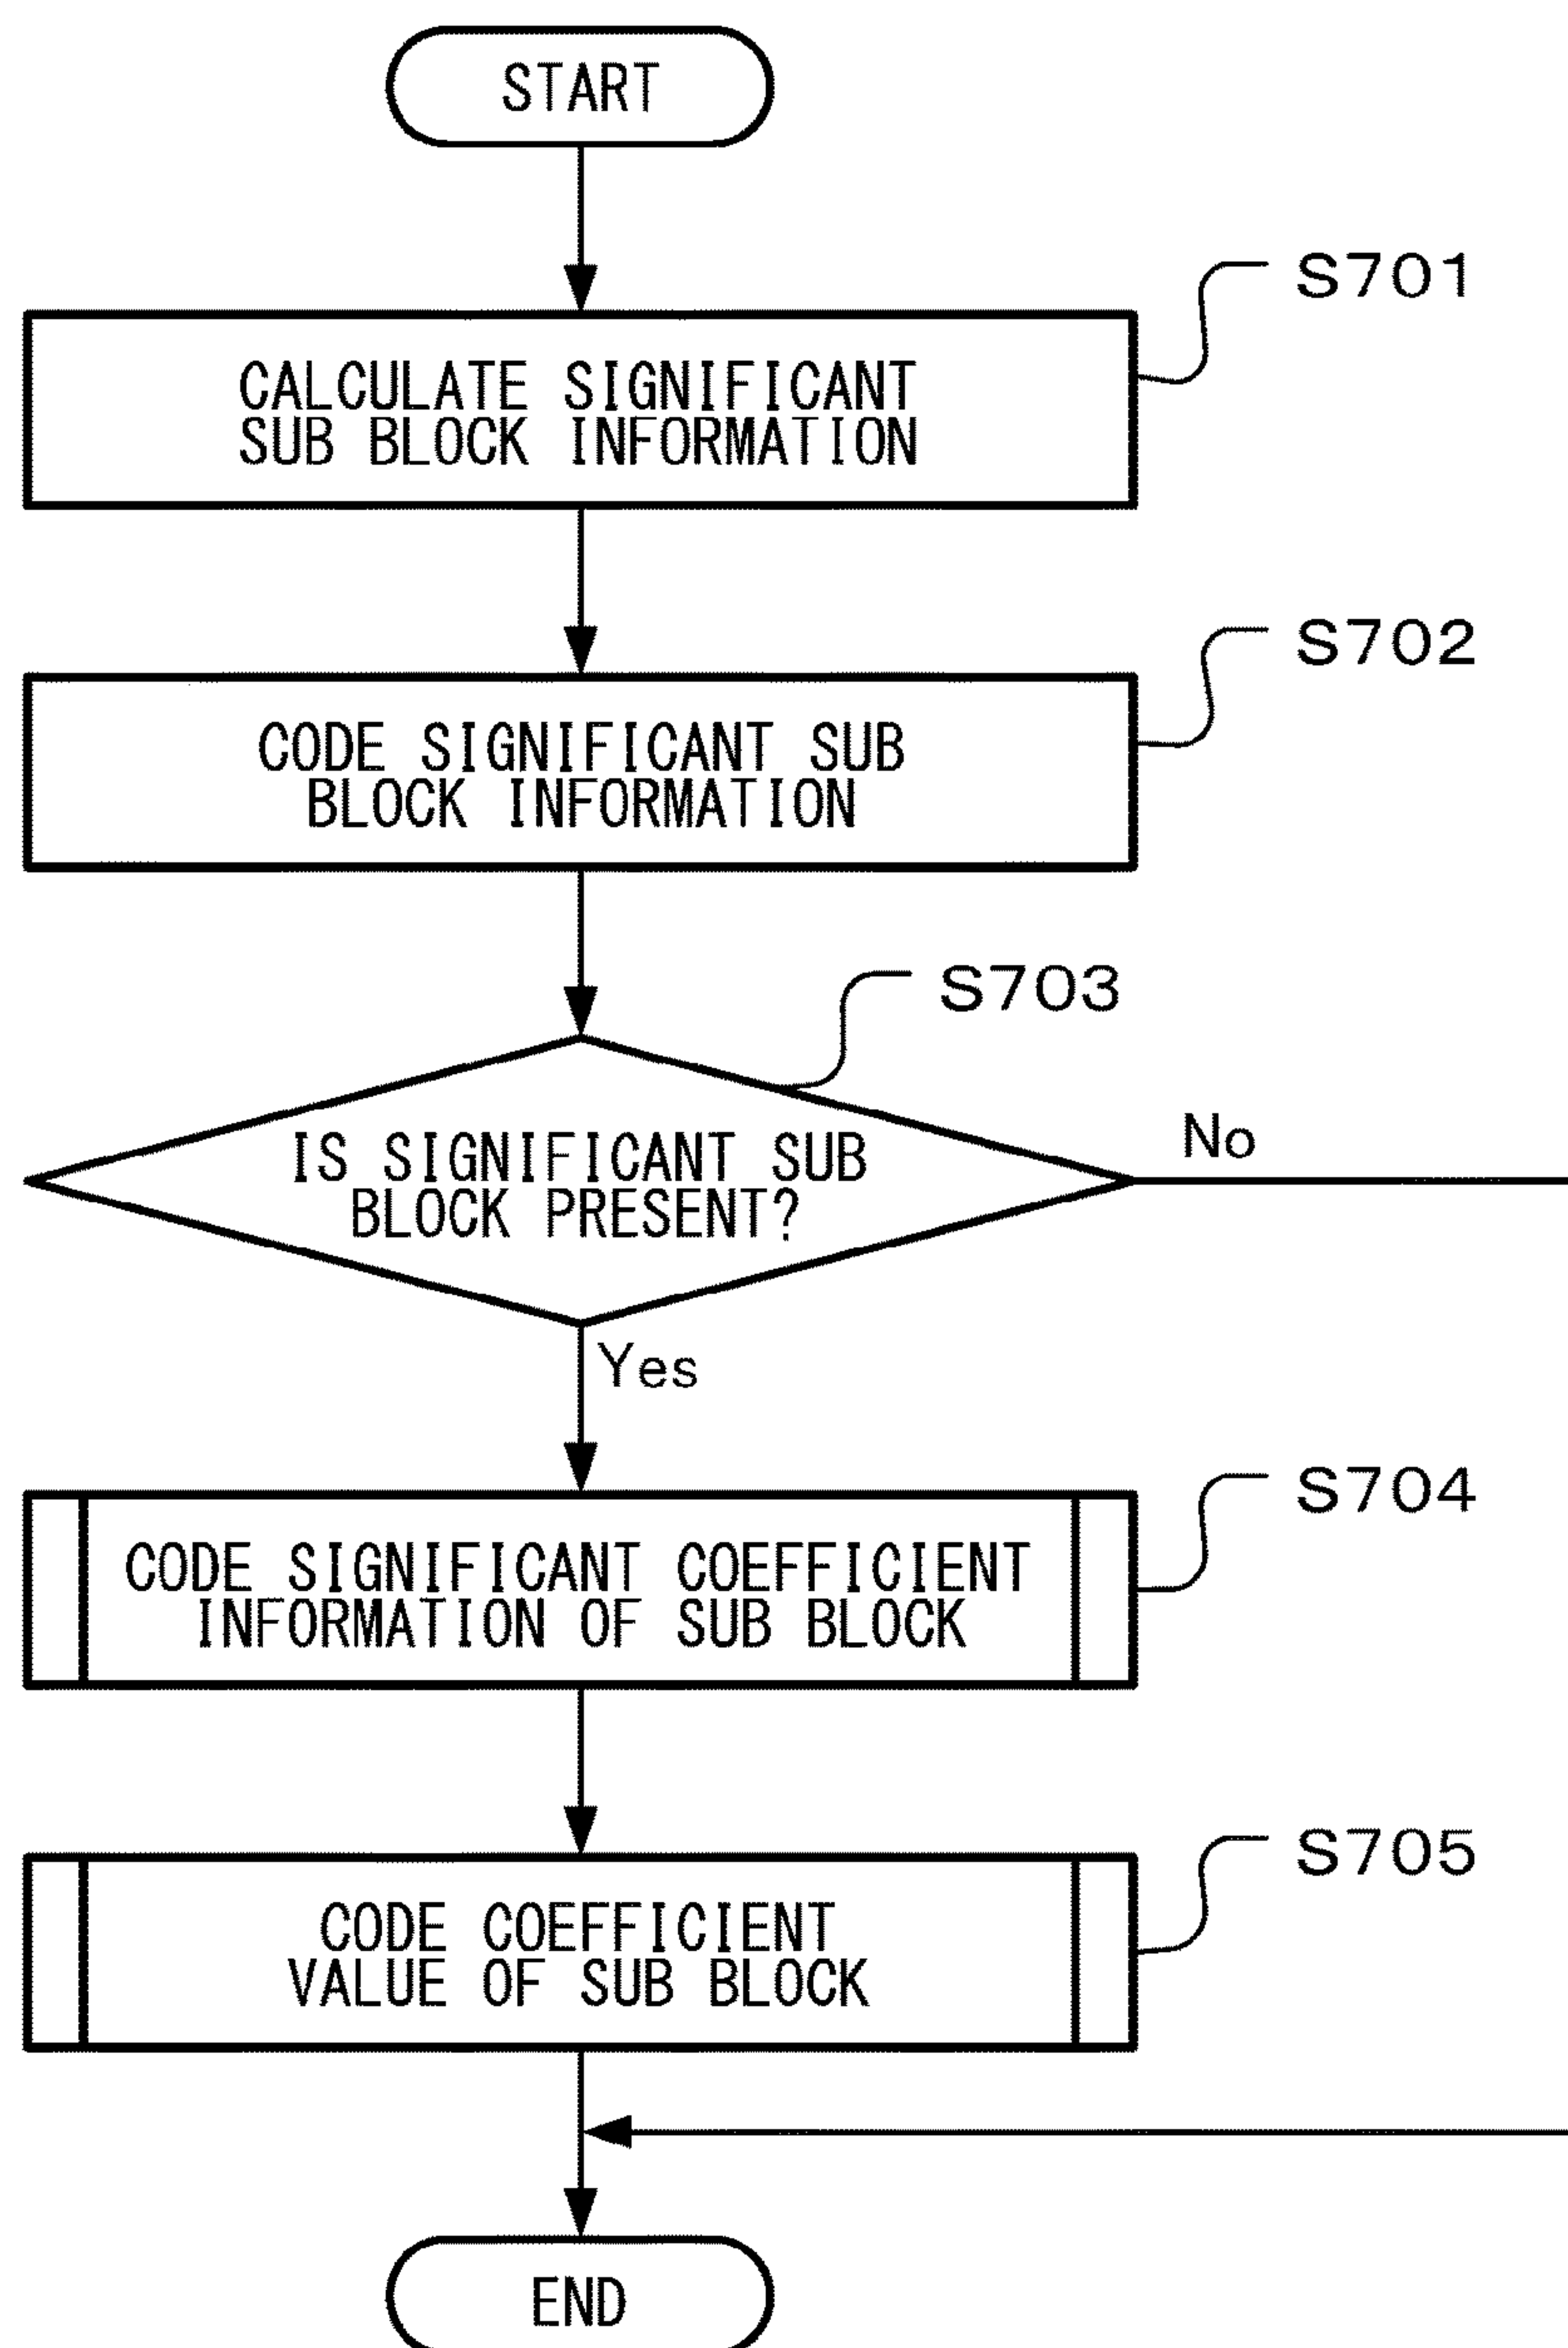 START
S701
CALCULATE SIGNIFICANT
SUB BLOCK INFORMATION
S702
CODE SIGNIFICANT SUB
BLOCK INFORMATION
S703
IS SIGNIFICANT SUB
BLOCK PRESENT?
No
Yes
S704
CODE SIGNIFICANT COEFFICIENT
INFORMATION OF SUB BLOCK
S705
CODE COEFFICIENT
VALUE OF SUB BLOCK
END